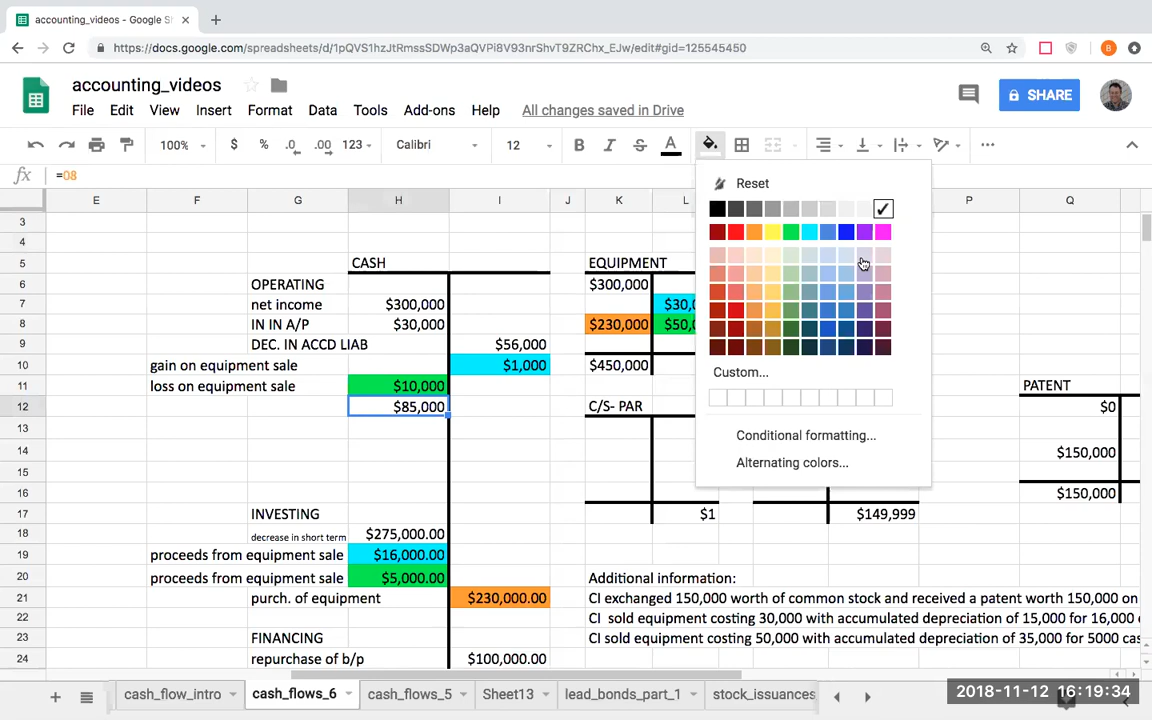 accounting_videos - Google Sh
https://docs.google.com/spreadsheets/d/1pQVS1hzJtRmssSDWp3aQVPi8V93nrShvT9ZRChx_EJw/edit#gid=125545450
B
accounting_videos
File Edit View Insert Format Data Tools Add-ons Help All changes saved in Drive
SHARE
100% $ % .0 .00 123 Calibri 12 B I S A
fx =O8
Reset
Custom...
Conditional formatting...
Alternating colors...
E F G H I J K L P Q
3
4
5 CASH EQUIPMENT
6 OPERATING $300,000
7 net income $300,000 $30,0
8 IN IN A/P $30,000 $230,000 $50,0
9 DEC. IN ACCD LIAB $56,000
10 gain on equipment sale $1,000 $450,000
11 loss on equipment sale $10,000 PATENT
12 $85,000 C/S- PAR $0
13
14 $150,000
15
16 $150,000
17 INVESTING $1 $149,999
18 decrease in short term $275,000.00
19 proceeds from equipment sale $16,000.00
20 proceeds from equipment sale $5,000.00 Additional information:
21 purch. of equipment $230,000.00 CI exchanged 150,000 worth of common stock and received a patent worth 150,000 on
22 CI sold equipment costing 30,000 with accumulated depreciation of 15,000 for 16,000
23 FINANCING CI sold equipment costing 50,000 with accumulated depreciation of 35,000 for 5000 cas
24 repurchase of b/p $100,000.00
cash_flow_intro cash_flows_6 cash_flows_5 Sheet13 lead_bonds_part_1 stock_issuances
2018-11-12 16:19:34